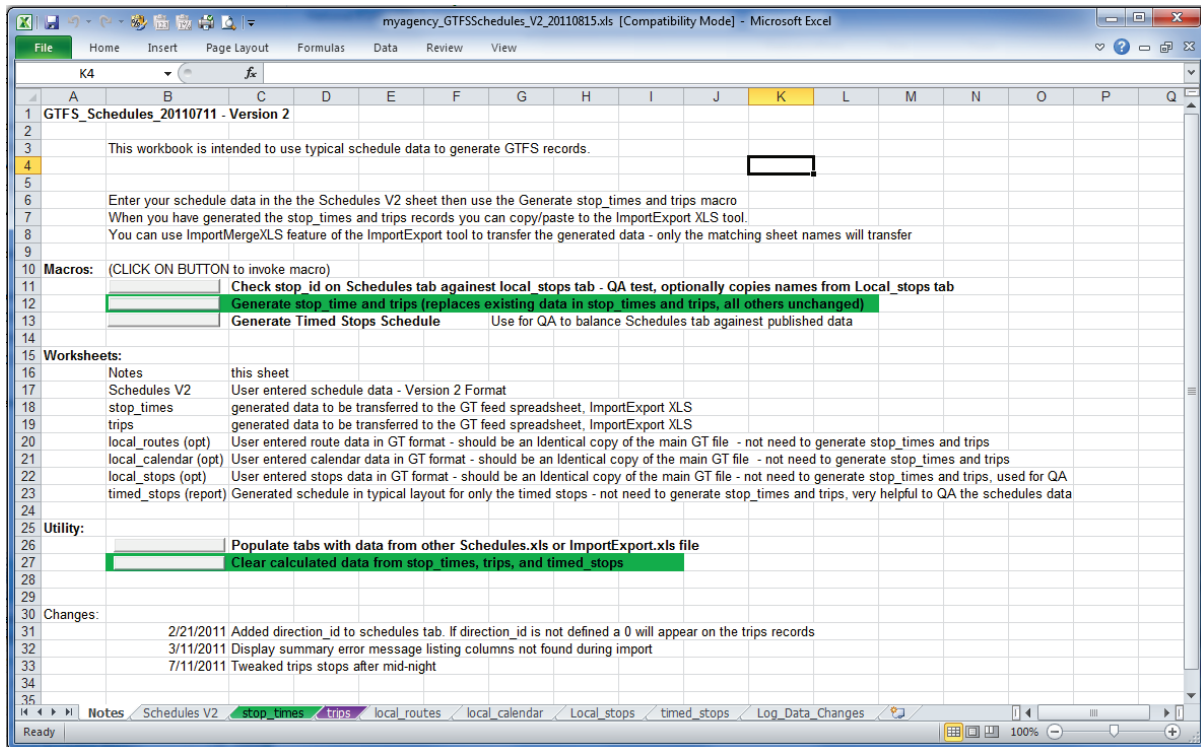 myagency_GTFSSchedules_V2_20110815.xls [Compatibility Mode] - Microsoft Excel
File Home Insert Page Layout Formulas Data Review View
K4 fx
A B C D E F G H I J K L M N O P Q
1 GTFS_Schedules_20110711 - Version 2
2
3 This workbook is intended to use typical schedule data to generate GTFS records.
4
5
6 Enter your schedule data in the the Schedules V2 sheet then use the Generate stop_times and trips macro
7 When you have generated the stop_times and trips records you can copy/paste to the ImportExport XLS tool.
8 You can use ImportMergeXLS feature of the ImportExport tool to transfer the generated data - only the matching sheet names will transfer
9
10 Macros: (CLICK ON BUTTON to invoke macro)
11 Check stop_id on Schedules tab againest local_stops tab - QA test, optionally copies names from Local_stops tab
12 Generate stop_time and trips (replaces existing data in stop_times and trips, all others unchanged)
13 Generate Timed Stops Schedule Use for QA to balance Schedules tab againest published data
14
15 Worksheets:
16 Notes this sheet
17 Schedules V2 User entered schedule data - Version 2 Format
18 stop_times generated data to be transferred to the GT feed spreadsheet, ImportExport XLS
19 trips generated data to be transferred to the GT feed spreadsheet, ImportExport XLS
20 local_routes (opt) User entered route data in GT format - should be an Identical copy of the main GT file - not need to generate stop_times and trips
21 local_calendar (opt) User entered calendar data in GT format - should be an Identical copy of the main GT file - not need to generate stop_times and trips
22 local_stops (opt) User entered stops data in GT format - should be an Identical copy of the main GT file - not need to generate stop_times and trips, used for QA
23 timed_stops (report) Generated schedule in typical layout for only the timed stops - not need to generate stop_times and trips, very helpful to QA the schedules data
24
25 Utility:
26 Populate tabs with data from other Schedules.xls or ImportExport.xls file
27 Clear calculated data from stop_times, trips, and timed_stops
28
29
30 Changes:
31 2/21/2011 Added direction_id to schedules tab. If direction_id is not defined a 0 will appear on the trips records
32 3/11/2011 Display summary error message listing columns not found during import
33 7/11/2011 Tweaked trips stops after mid-night
34
35
Notes Schedules V2 stop_times trips local_routes local_calendar Local_stops timed_stops Log_Data_Changes
Ready 100%